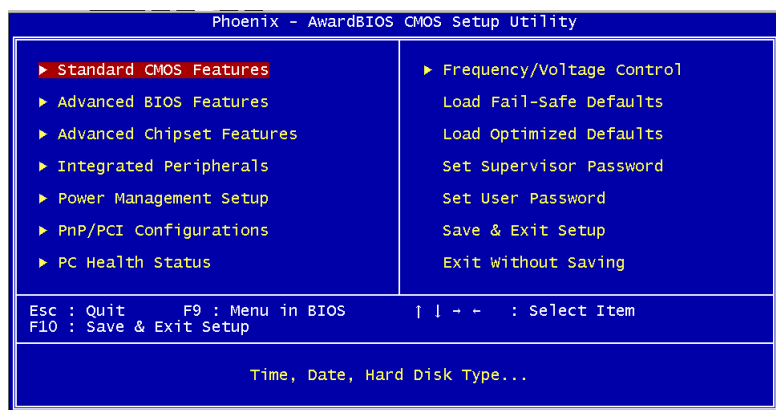 Phoenix - AwardBIOS CMOS Setup Utility
▶ Standard CMOS Features
▶ Advanced BIOS Features
▶ Advanced Chipset Features
▶ Integrated Peripherals
▶ Power Management Setup
▶ PnP/PCI Configurations
▶ PC Health Status
▶ Frequency/Voltage Control
Load Fail-Safe Defaults
Load Optimized Defaults
Set Supervisor Password
Set User Password
Save & Exit Setup
Exit Without Saving
Esc : Quit F9 : Menu in BIOS ↑ ↓ → ← : Select Item
F10 : Save & Exit Setup
Time, Date, Hard Disk Type...